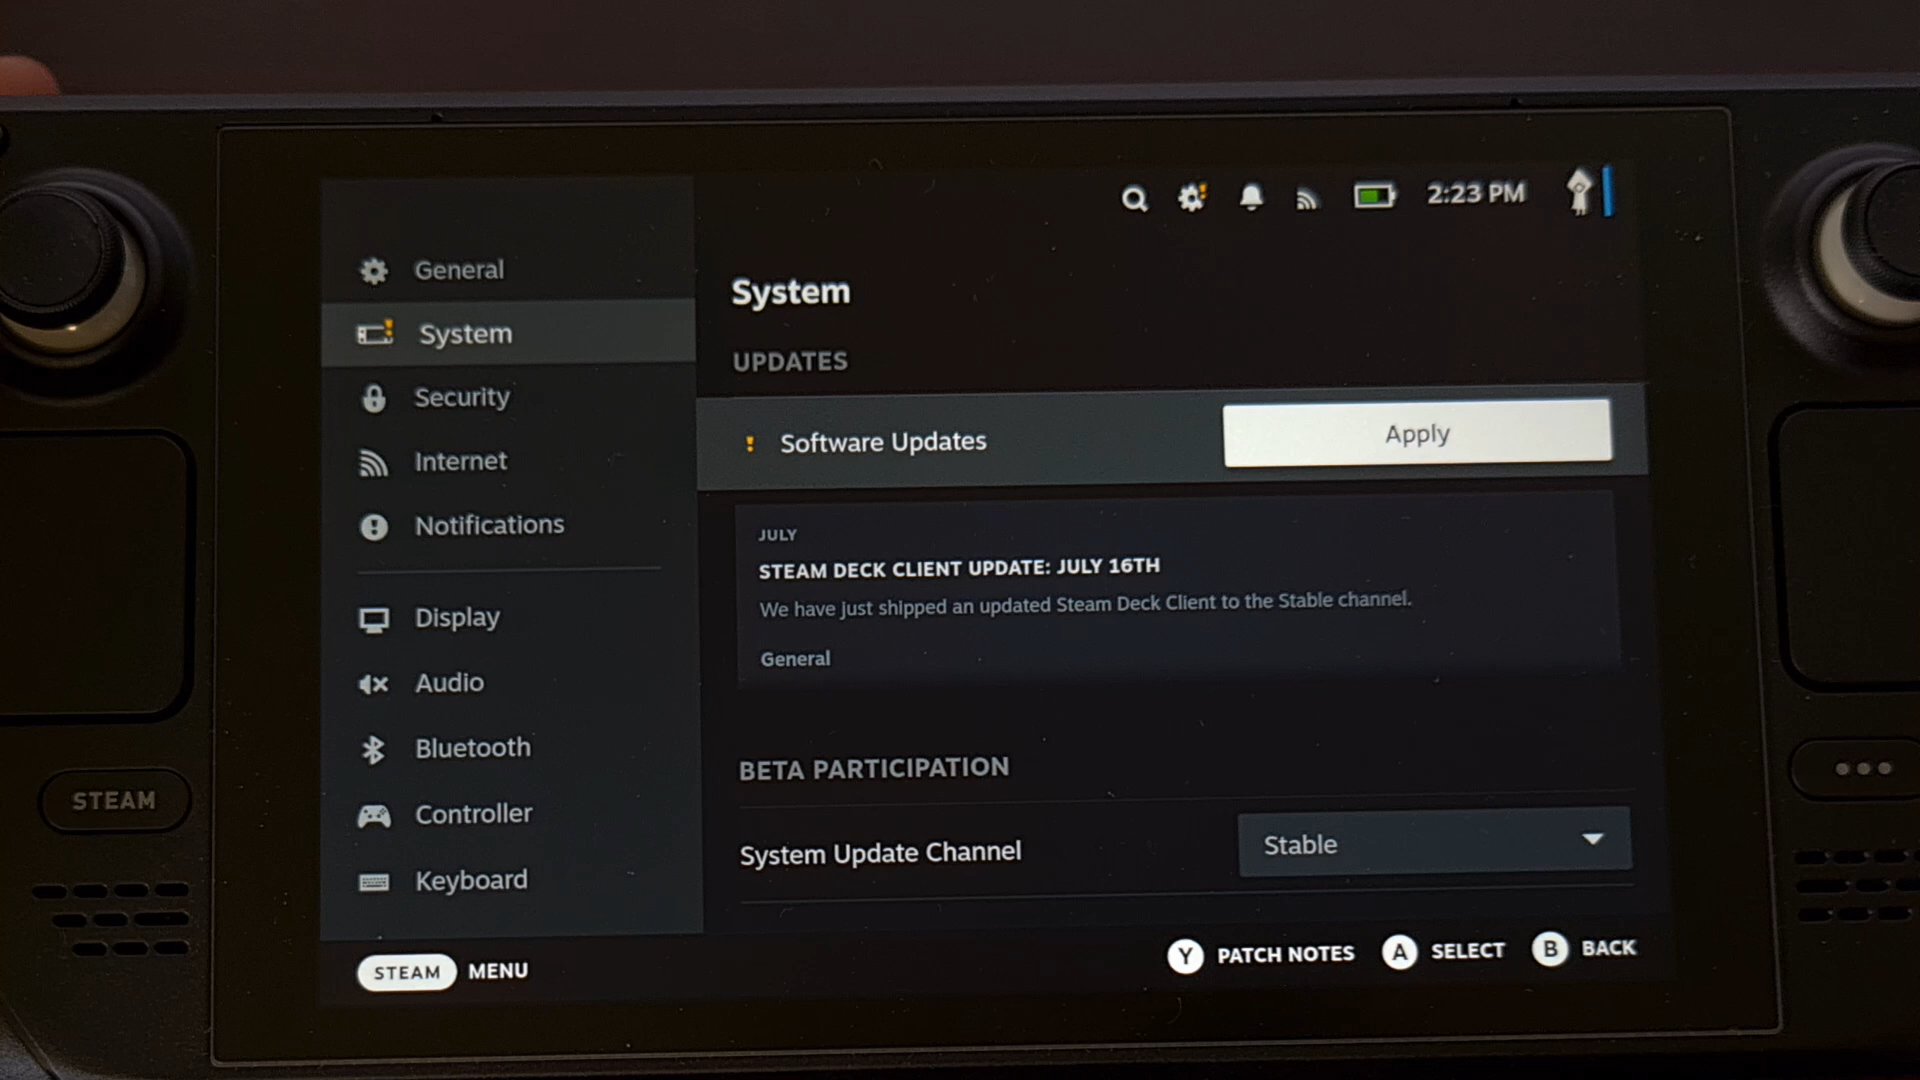 2:23 PM
General
System
Security
Internet
Notifications
Display
Audio
Bluetooth
Controller
Keyboard
System
UPDATES
! Software Updates
Apply
JULY
STEAM DECK CLIENT UPDATE: JULY 16TH
We have just shipped an updated Steam Deck Client to the Stable channel.
General
BETA PARTICIPATION
System Update Channel
Stable
STEAM MENU
Y PATCH NOTES
A SELECT
B BACK
STEAM